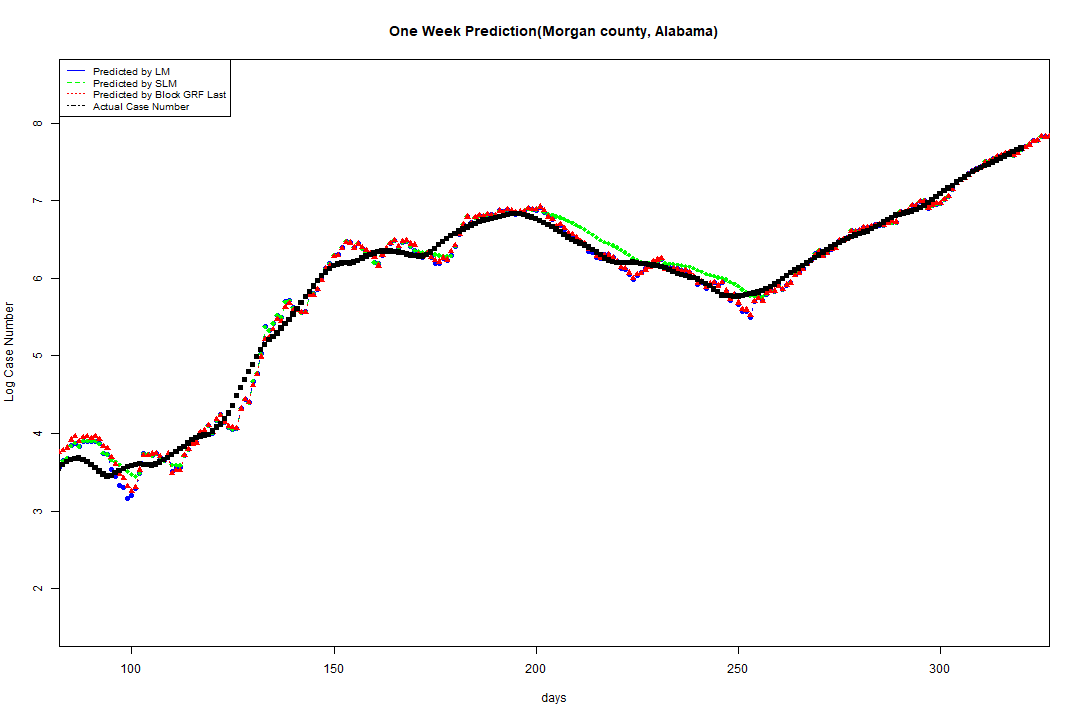 One Week Prediction(Morgan county, Alabama)
Predicted by LM
Predicted by SLM
Predicted by Block GRF Last
Actual Case Number
8
7
6
5
4
3
2
Log Case Number
100 150 200 250 300
days